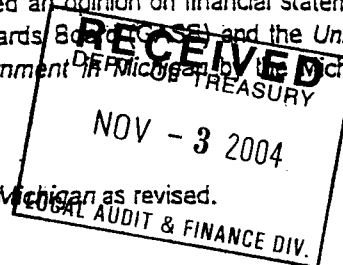 ed an opinion on financial statem
ards Board (GASB) and the Un
RECEIVED
DEPT. OF TREASURY
nment in Michigan by the Mich
NOV - 3 2004
Michigan as revised.
LOCAL AUDIT & FINANCE DIV.